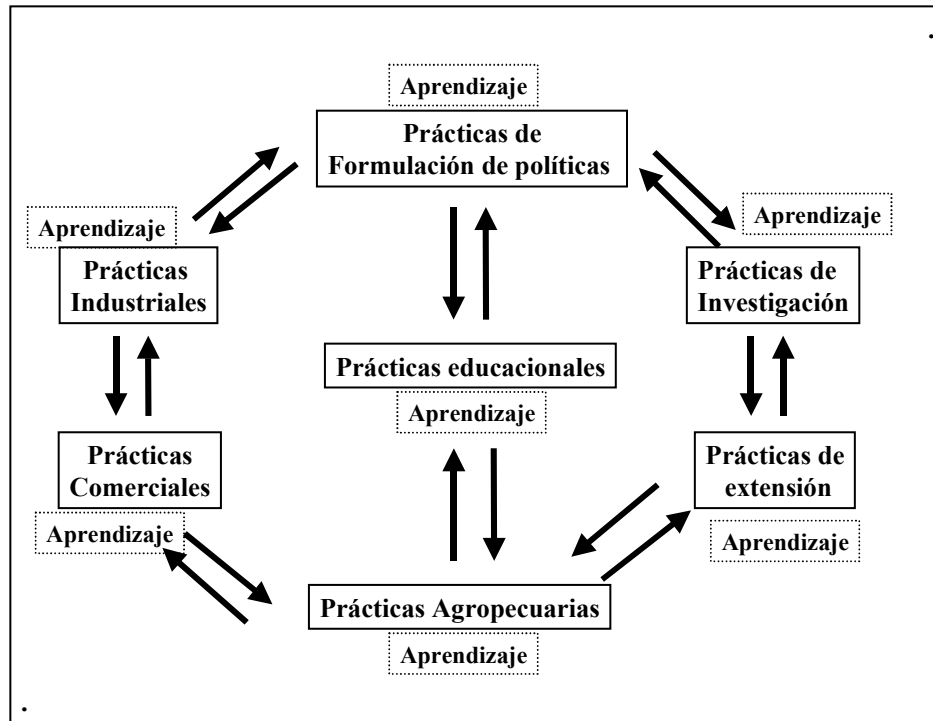 Aprendizaje
Prácticas de
Formulación de políticas
Aprendizaje
Prácticas
Industriales
Aprendizaje
Prácticas de
Investigación
Prácticas educacionales
Aprendizaje
Prácticas
Comerciales
Aprendizaje
Prácticas de
extensión
Aprendizaje
Prácticas Agropecuarias
Aprendizaje